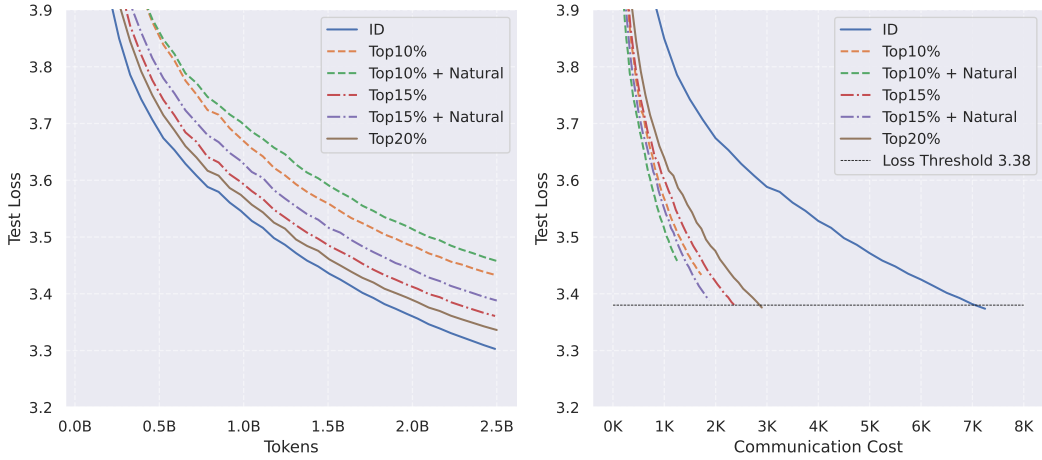 3.9
3.8
3.7
3.6
3.5
3.4
3.3
3.2
Test Loss
0.0B 0.5B 1.0B 1.5B 2.0B 2.5B
Tokens
ID
Top10%
Top10% + Natural
Top15%
Top15% + Natural
Top20%
3.9
3.8
3.7
3.6
3.5
3.4
3.3
3.2
Test Loss
0K 1K 2K 3K 4K 5K 6K 7K 8K
Communication Cost
ID
Top10%
Top10% + Natural
Top15%
Top15% + Natural
Top20%
Loss Threshold 3.38